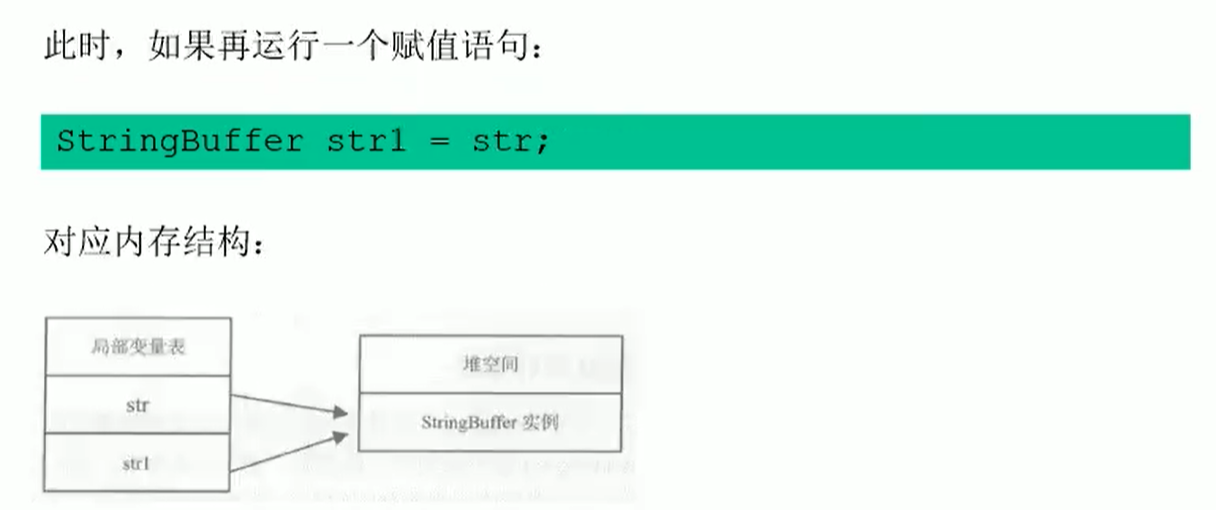 此时，如果再运行一个赋值语句：
StringBuffer str1 = str;
对应内存结构：
局部变量表
堆空间
str
StringBuffer 实例
str1